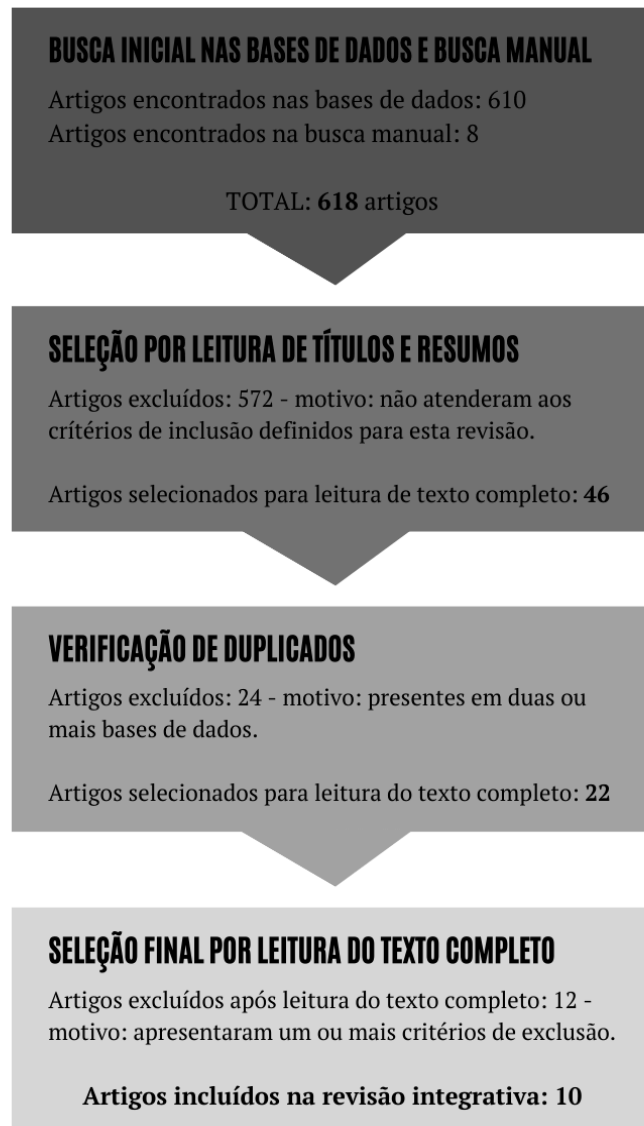 BUSCA INICIAL NAS BASES DE DADOS E BUSCA MANUAL
Artigos encontrados nas bases de dados: 610
Artigos encontrados na busca manual: 8
TOTAL: 618 artigos
SELEÇÃO POR LEITURA DE TÍTULOS E RESUMOS
Artigos excluídos: 572 - motivo: não atenderam aos
crítérios de inclusão definidos para esta revisão.
Artigos selecionados para leitura de texto completo: 46
VERIFICAÇÃO DE DUPLICADOS
Artigos excluídos: 24 - motivo: presentes em duas ou
mais bases de dados.
Artigos selecionados para leitura do texto completo: 22
SELEÇÃO FINAL POR LEITURA DO TEXTO COMPLETO
Artigos excluídos após leitura do texto completo: 12 -
motivo: apresentaram um ou mais critérios de exclusão.
Artigos incluídos na revisão integrativa: 10